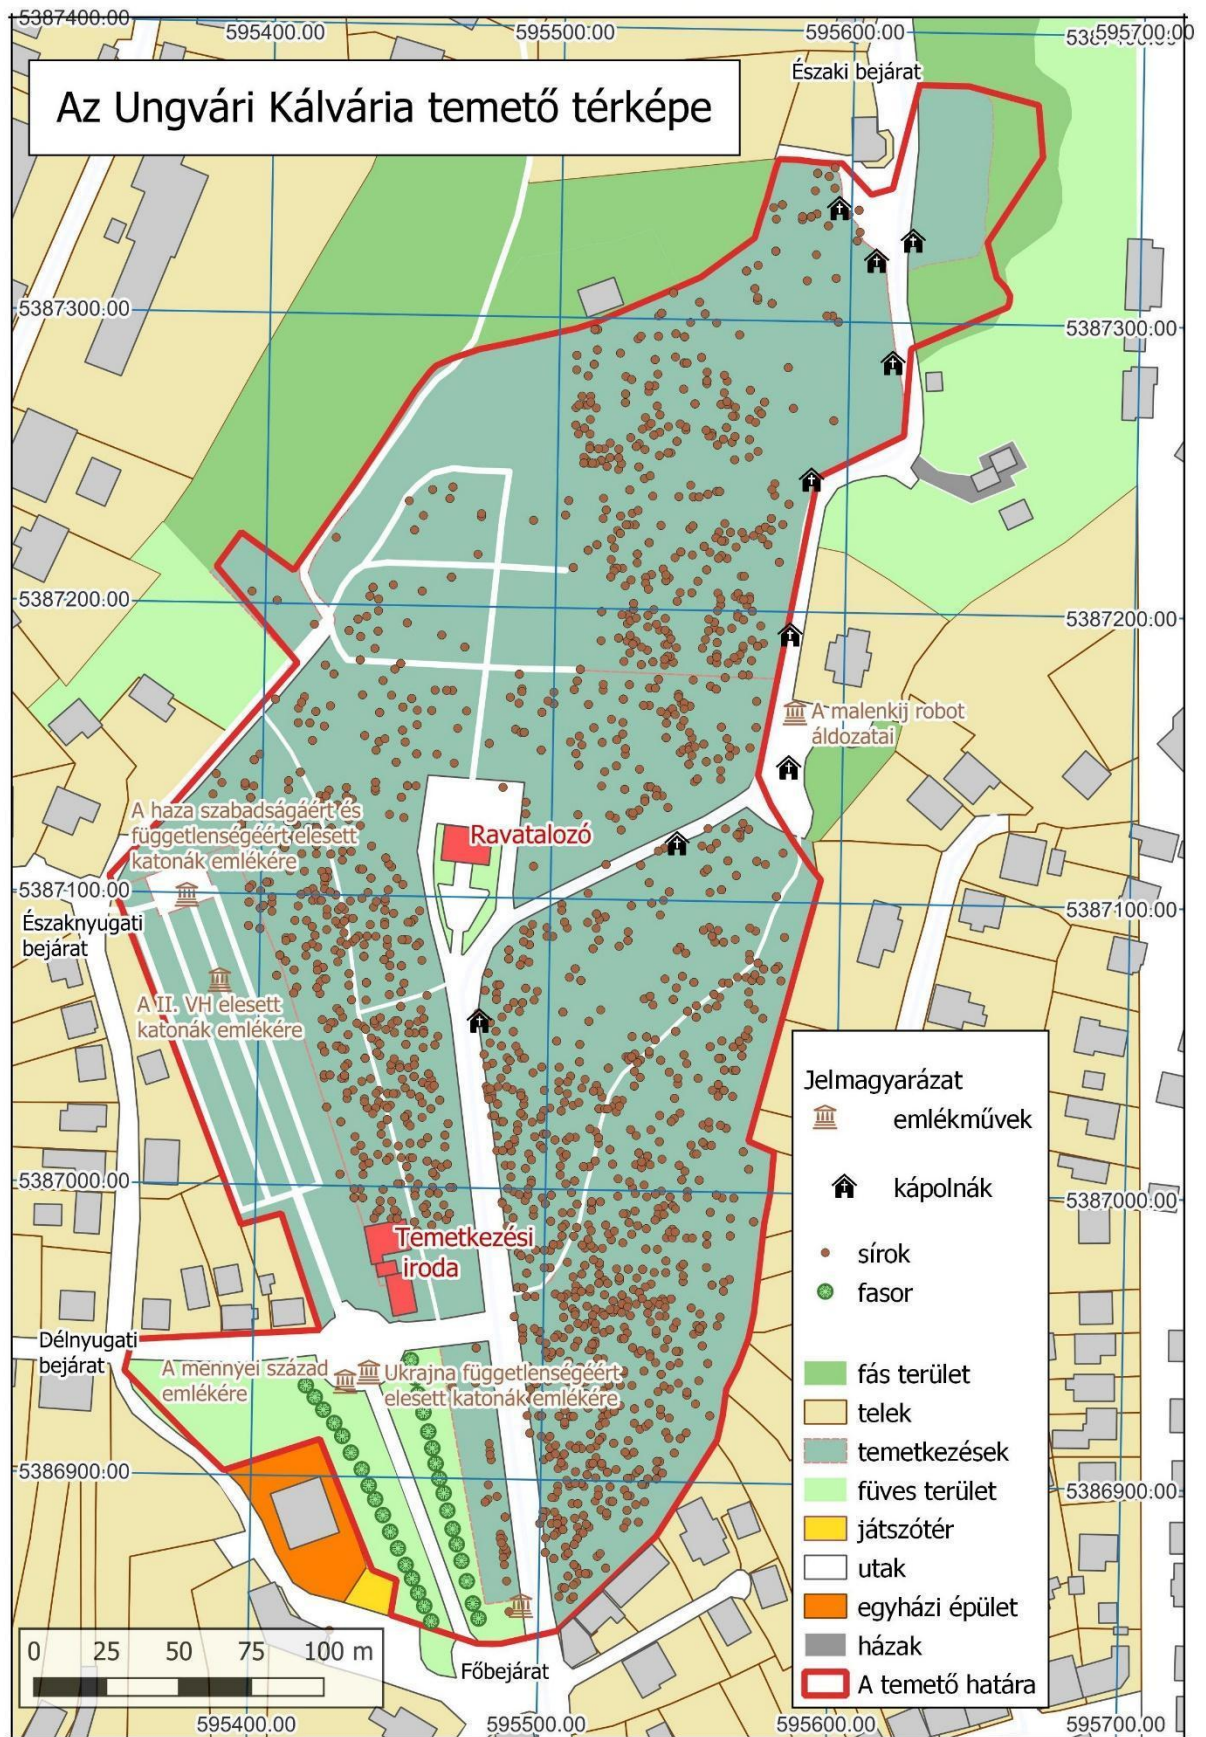 5387400.00
595400.00
595500.00
595600.00
595700.00
Északi bejárat
Az Ungvári Kálvária temető térképe
5387300.00
5387300.00
5387200.00
5387200.00
A malenkij robot
áldozatai
A haza szabadságáért és
függetlenségéért elesett
katonák emlékére
Ravatalozó
5387100.00
5387100.00
Északnyugati
bejárat
A II. VH elesett
katonák emlékére
Jelmagyarázat
emlékművek
kápolnák
sírok
fasor
fás terület
telek
temetkezések
füves terület
játszótér
utak
egyházi épület
házak
A temető határa
5387000.00
5387000.00
Temetkezési
iroda
Délnyugati
bejárat
A mennyei század
emlékére
Ukrajna függetlenségéért
elesett katonák emlékére
5386900.00
5386900.00
0 25 50 75 100 m
Főbejárat
595400.00
595500.00
595600.00
595700.00